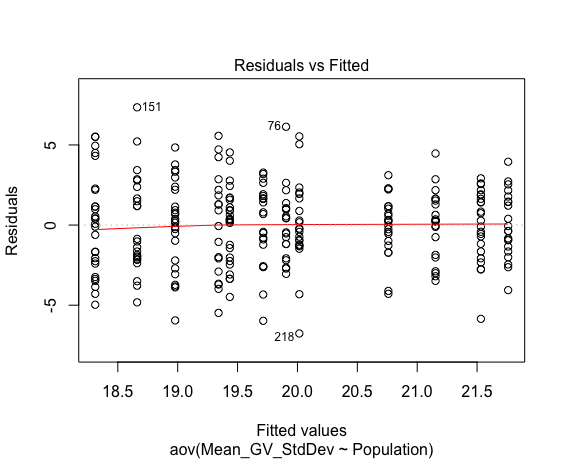 Residuals vs Fitted
151
76
218
5
0
-5
Residuals
18.5 19.0 19.5 20.0 20.5 21.0 21.5
Fitted values
aov(Mean_GV_StdDev ~ Population)